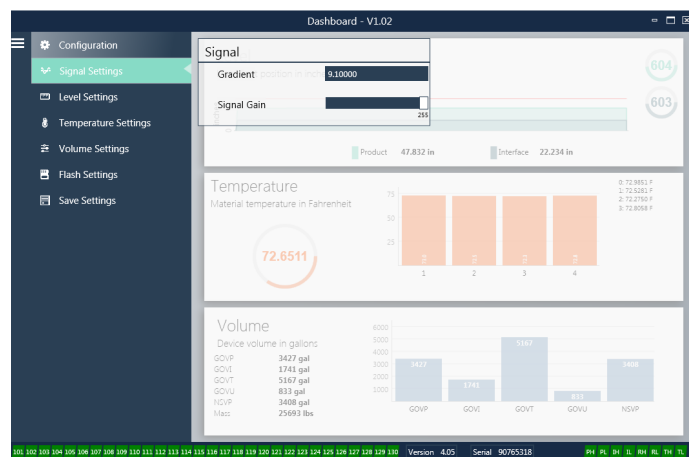 Dashboard - V1.02
Configuration
Signal Settings
Level Settings
Temperature Settings
Volume Settings
Flash Settings
Save Settings
Signal
Gradient 9.10000
Signal Gain
255
604
603
Product 47.832 in
Interface 22.234 in
Temperature
Material temperature in Fahrenheit
72.6511
75
50
25
1 2 3 4
0: 72.9851 F
1: 72.5281 F
2: 72.2750 F
3: 72.8058 F
Volume
Device volume in gallons
GOVP 3427 gal
GOVI 1741 gal
GOVT 5167 gal
GOVU 833 gal
NSVP 3408 gal
Mass 25693 lbs
6000
5000
4000
3000
2000
1000
3427 1741 5167 833 3408
GOVP GOVI GOVT GOVU NSVP
101 102 103 104 105 106 107 108 109 110 111 112 113 114 115 116 117 118 119 120 121 122 123 124 125 126 127 128 129 130 Version 4.05 Serial 90765318 PH PL IH IL RH RL TH TL